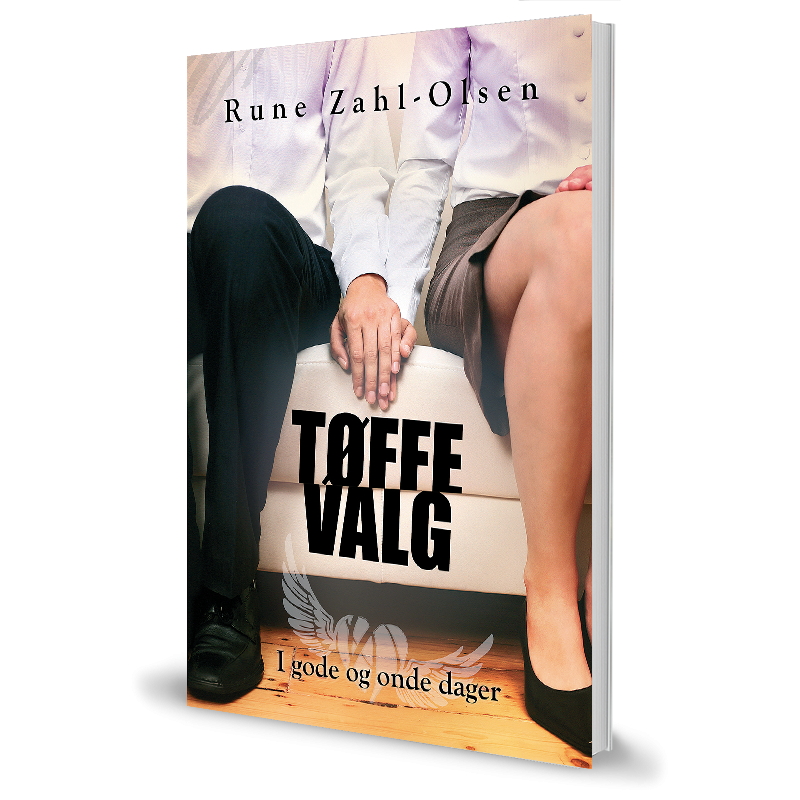 Rune Zahl-Olsen
TØFFE
VALG
I gode og onde dager